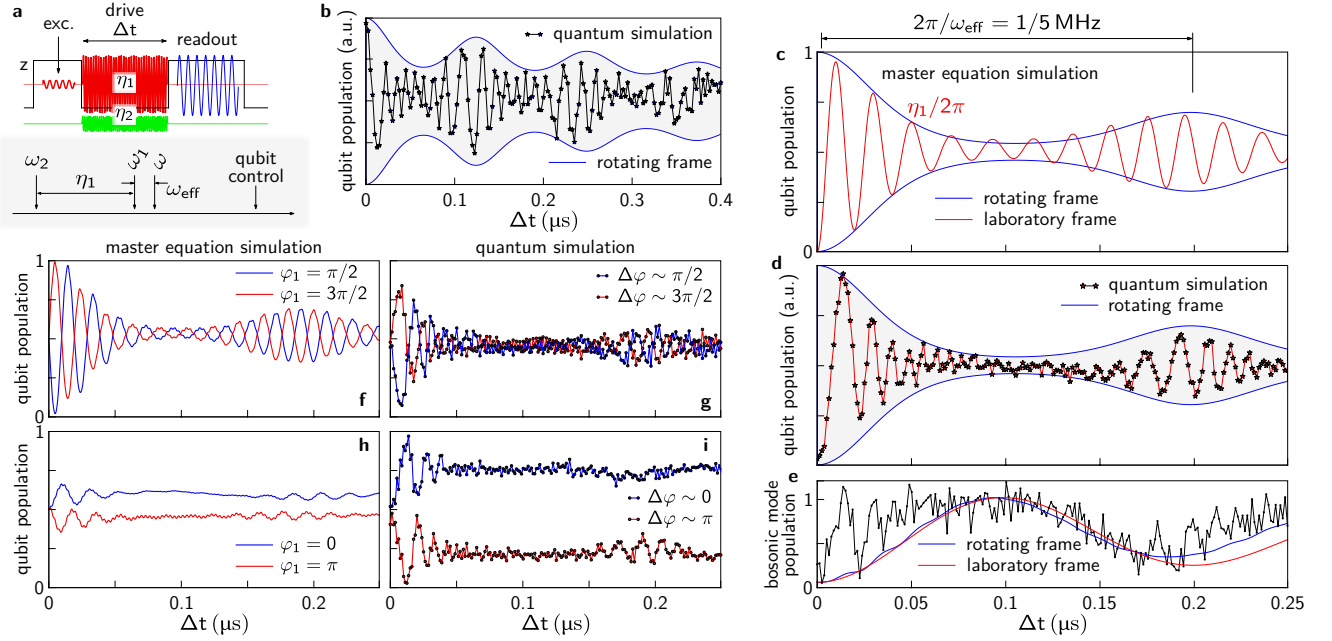 a
exc.
drive
Δt
readout
z
η₁
η₂
ω₂
η₁
ω₁
ω
ω_eff
qubit
control
b
qubit population (a.u.)
quantum simulation
rotating frame
0
0.1
0.2
0.3
0.4
Δt (μs)
2π/ω_eff = 1/5 MHz
c
qubit population
1
0
master equation simulation
η₁/2π
rotating frame
laboratory frame
d
qubit population (a.u.)
quantum simulation
rotating frame
e
bosonic mode
population
1
0
rotating frame
laboratory frame
0
0.05
0.1
0.15
0.2
0.25
Δt (μs)
master equation simulation
qubit population
1
0
φ₁ = π/2
φ₁ = 3π/2
f
quantum simulation
Δφ ∼ π/2
Δφ ∼ 3π/2
g
qubit population
1
0
h
φ₁ = 0
φ₁ = π
0
0.1
0.2
Δt (μs)
i
Δφ ∼ 0
Δφ ∼ π
0
0.1
0.2
Δt (μs)